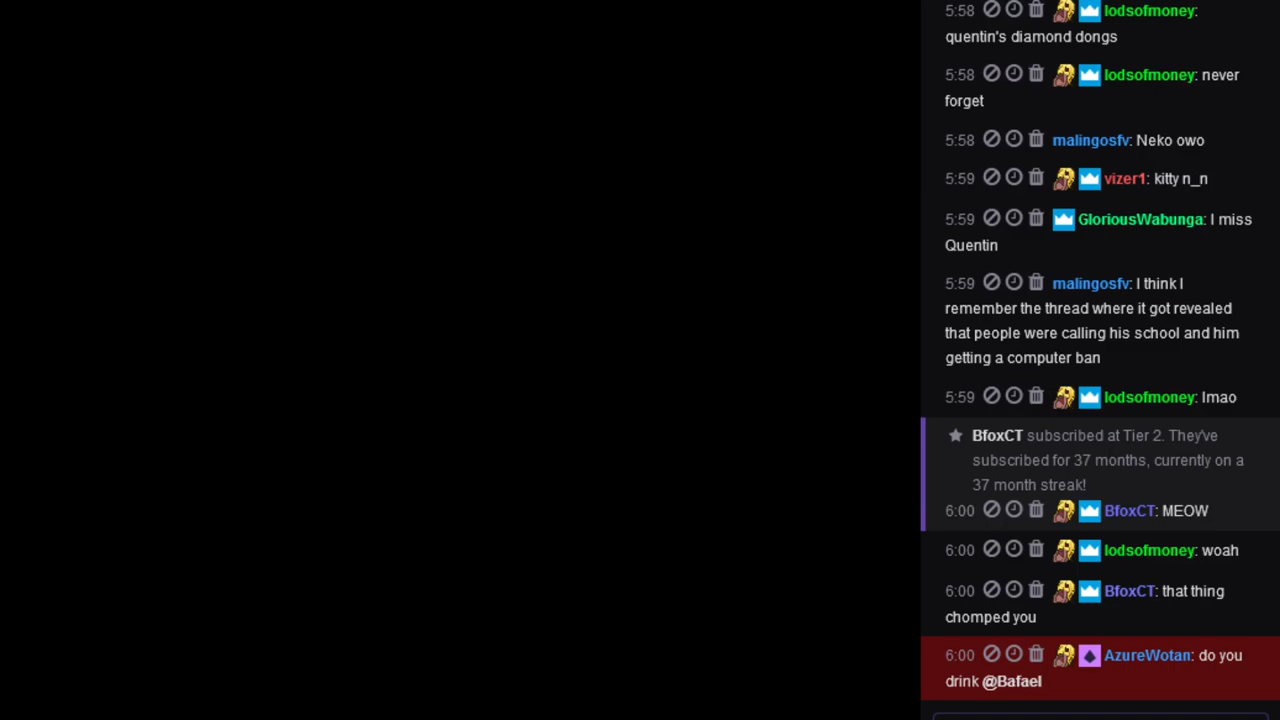 5:58 lodsofmoney:
quentin's diamond dongs
5:58 lodsofmoney: never
forget
5:58 malingosfv: Neko owo
5:59 vizer1: kitty n_n
5:59 GloriousWabunga: I miss
Quentin
5:59 malingosfv: I think I
remember the thread where it got revealed
that people were calling his school and him
getting a computer ban
5:59 lodsofmoney: lmao
BfoxCT subscribed at Tier 2. They've
subscribed for 37 months, currently on a
37 month streak!
6:00 BfoxCT: MEOW
6:00 lodsofmoney: woah
6:00 BfoxCT: that thing
chomped you
6:00 AzureWotan: do you
drink @Bafael